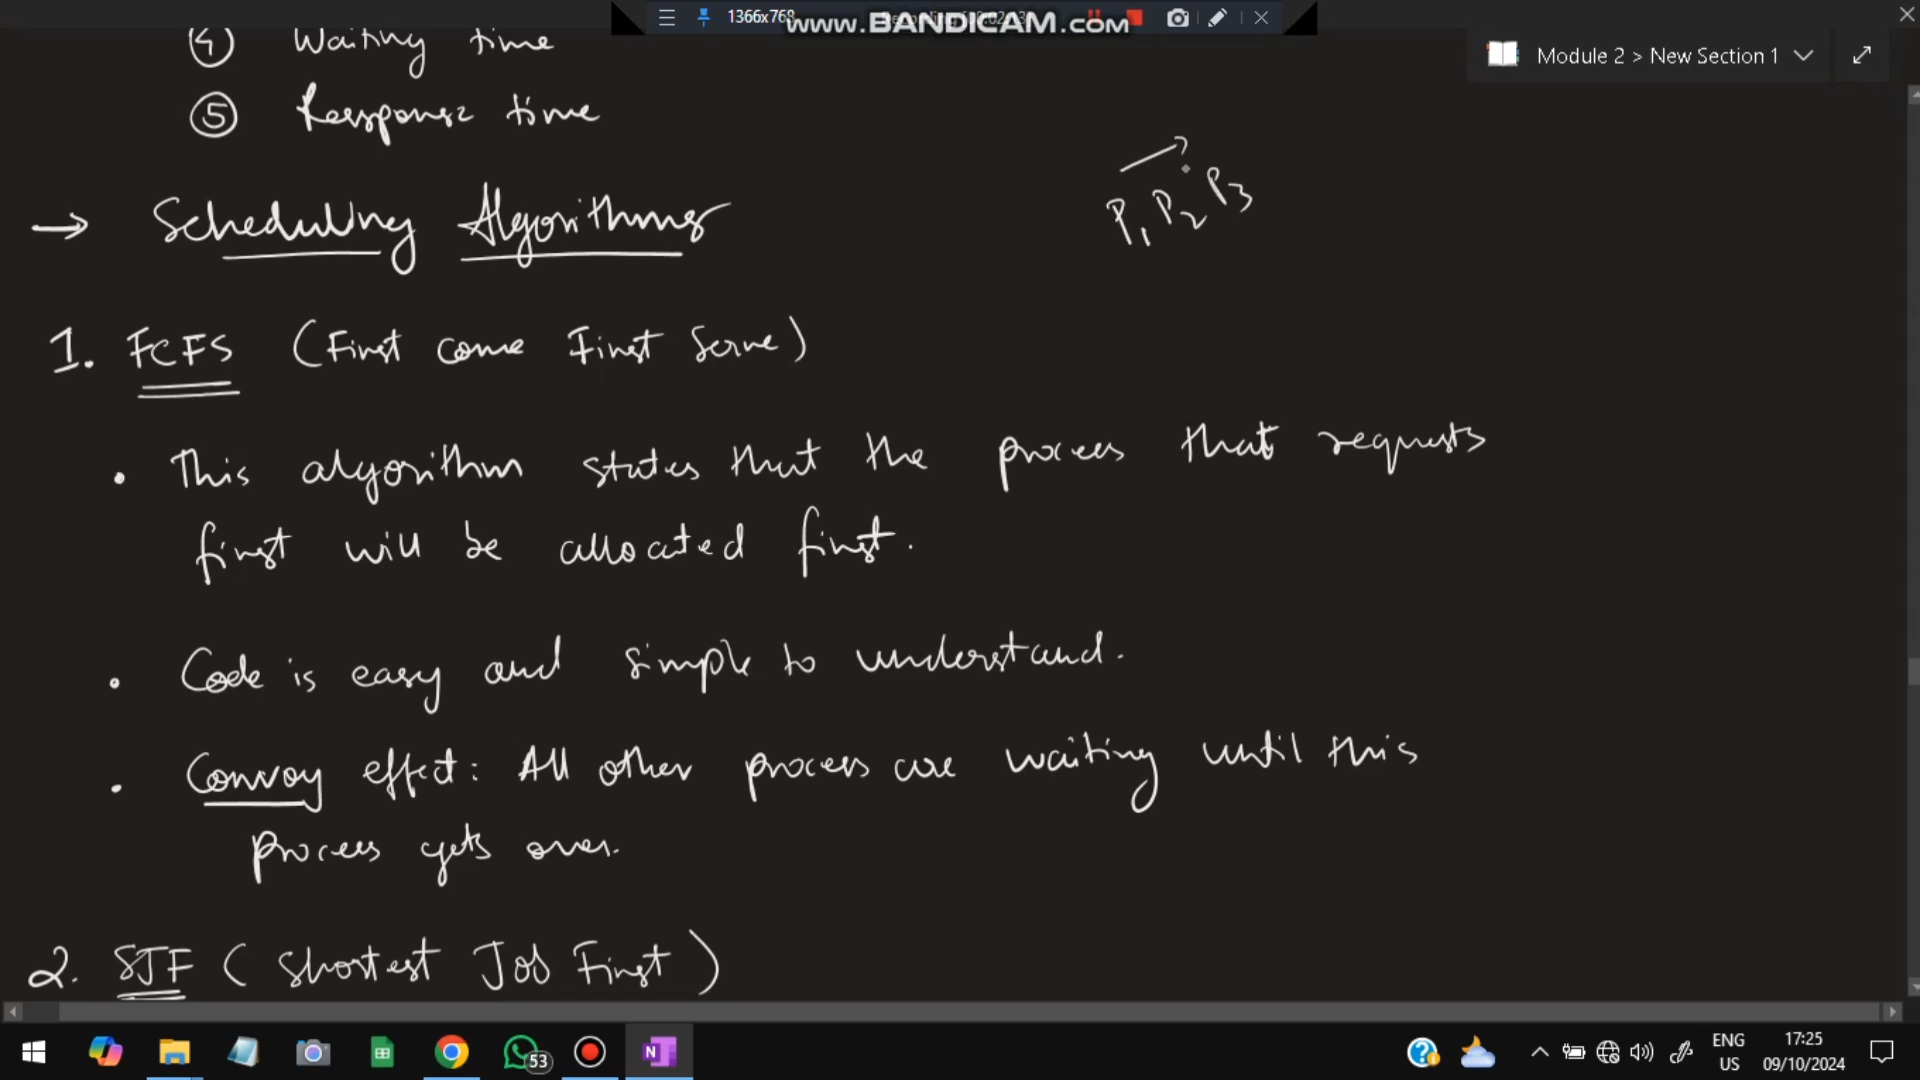 1366x768
www.BANDICAM.com
Module 2 > New Section 1
④ Waiting time
⑤ Response time
P1 P2 P3
→ Scheduling Algorithms
1. FCFS (First come First Serve)
• This algorithm states that the process that requests
first will be allocated first.
• Code is easy and simple to understand.
• Convoy effect: All other process are waiting until this
process gets over.
2. SJF (Shortest Job First)
53
N
ENG
US
17:25
09/10/2024